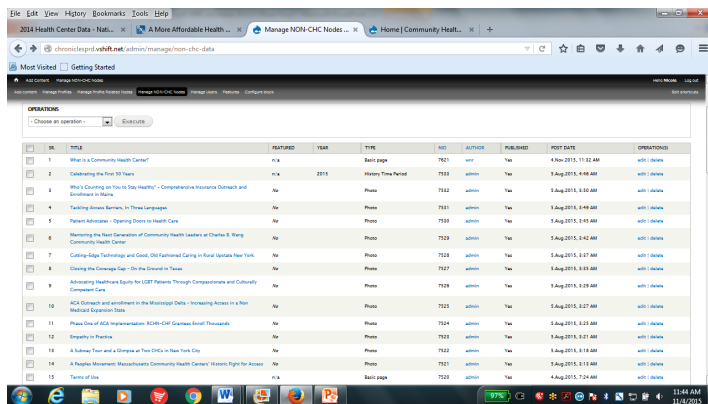 File Edit View History Bookmarks Tools Help
2014 Health Center Data - Nati... × A More Affordable Health ... × Manage NON-CHC Nodes ... × Home | Community Healt... × +
chroniclesprd.vshift.net/admin/manage/non-chc-data
Most Visited Getting Started
Add Content Manage NON-CHC Nodes Hello Nicole Log out
Add content Manage Profiles Manage Profile Related Nodes Manage NON-CHC Nodes Manage Users Features Configure block Edit shortcuts
OPERATIONS
- Choose an operation - Execute
SR. TITLE FEATURED YEAR TYPE NID AUTHOR PUBLISHED POST DATE OPERATION(S)
1 What is a Community Health Center? n/a Basic page 7621 wnr Yes 4.Nov.2015, 11:32 AM edit | delete
2 Celebrating the First 50 Years n/a 2015 History Time Period 7533 admin Yes 5.Aug.2015, 4:46 AM edit | delete
3 Who's Counting on You to Stay Healthy" - Comprehensive Insurance Outreach and No Photo 7532 admin Yes 5.Aug.2015, 3:50 AM edit | delete
Enrollment in Maine
4 Tackling Access Barriers, In Three Languages No Photo 7531 admin Yes 5.Aug.2015, 3:49 AM edit | delete
5 Patient Advocates - Opening Doors to Health Care No Photo 7530 admin Yes 5.Aug.2015, 3:45 AM edit | delete
6 Mentoring the Next Generation of Community Health Leaders at Charles B. Wang No Photo 7529 admin Yes 5.Aug.2015, 3:42 AM edit | delete
Community Health Center
7 Cutting-Edge Technology and Good, Old Fashioned Caring in Rural Upstate New York No Photo 7528 admin Yes 5.Aug.2015, 3:37 AM edit | delete
8 Closing the Coverage Gap - On the Ground in Texas No Photo 7527 admin Yes 5.Aug.2015, 3:33 AM edit | delete
9 Advocating Healthcare Equity for LGBT Patients Through Compassionate and Culturally No Photo 7526 admin Yes 5.Aug.2015, 3:29 AM edit | delete
Competent Care
10 ACA Outreach and enrollment in the Mississippi Delta - Increasing Access in a Non No Photo 7525 admin Yes 5.Aug.2015, 3:27 AM edit | delete
Medicaid Expansion State
11 Phase One of ACA Implementation: RCHN-CHF Grantees Enroll Thousands No Photo 7524 admin Yes 5.Aug.2015, 3:25 AM edit | delete
12 Empathy in Practice No Photo 7523 admin Yes 5.Aug.2015, 3:21 AM edit | delete
13 A Subway Tour and a Glimpse at Two CHCs in New York City No Photo 7522 admin Yes 5.Aug.2015, 3:18 AM edit | delete
14 A Peoples Movement: Massachusetts Community Health Centers' Historic Fight for Access No Photo 7521 admin Yes 5.Aug.2015, 3:13 AM edit | delete
15 Terms of Use n/a Basic page 7520 admin Yes 4.Aug.2015, 7:24 AM edit | delete
97%
11:44 AM
11/4/2015